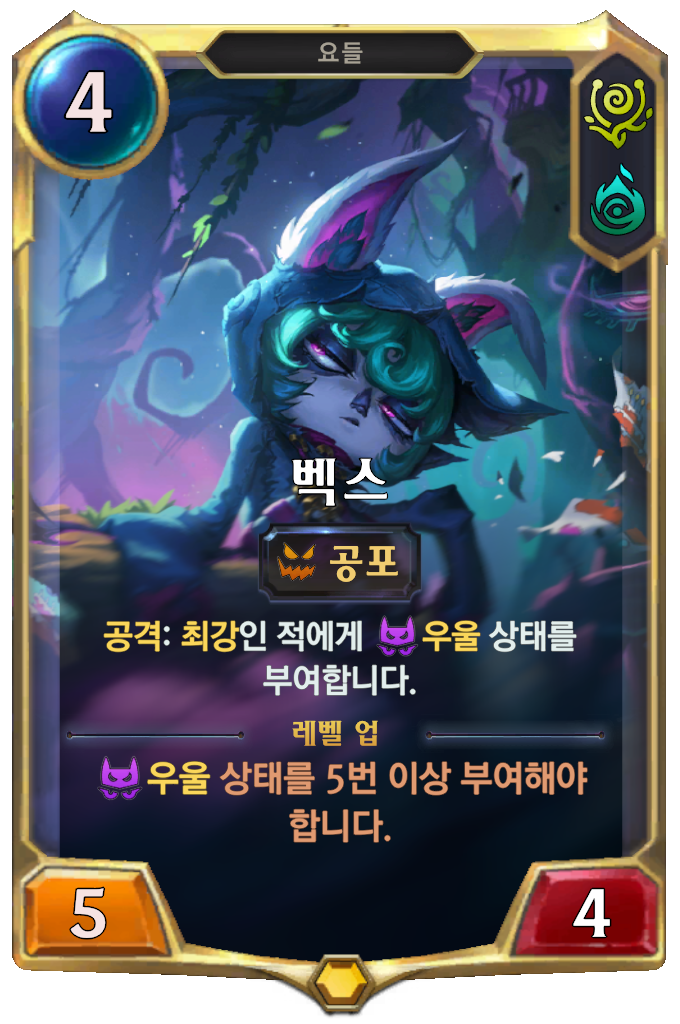 요들
4
벡스
공포
공격: 최강인 적에게 우울 상태를
부여합니다.
레벨 업
우울 상태를 5번 이상 부여해야
합니다.
5
4